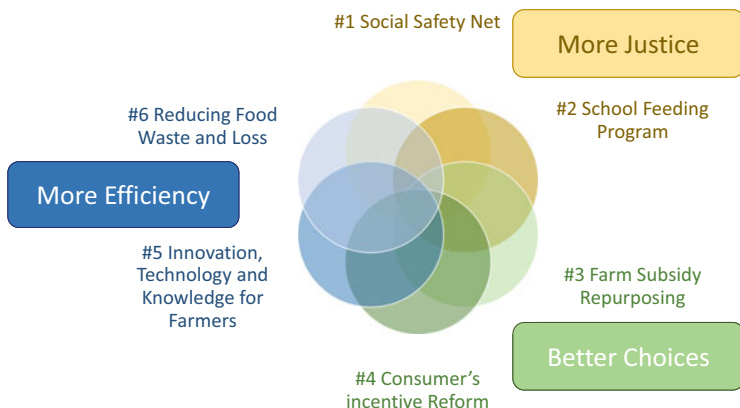 #1 Social Safety Net
More Justice
#2 School Feeding
Program
#6 Reducing Food
Waste and Loss
More Efficiency
#5 Innovation,
Technology and
Knowledge for
Farmers
#3 Farm Subsidy
Repurposing
Better Choices
#4 Consumer’s
incentive Reform